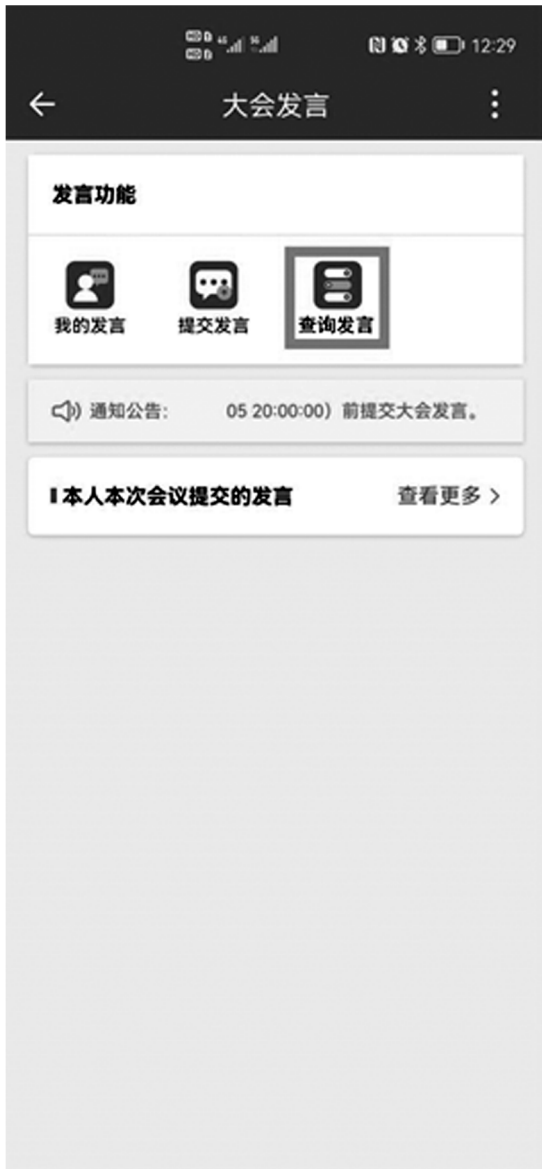 12:29
大会发言
发言功能
我的发言 提交发言 查询发言
通知公告: 05 20:00:00）前提交大会发言。
本人本次会议提交的发言 查看更多 >